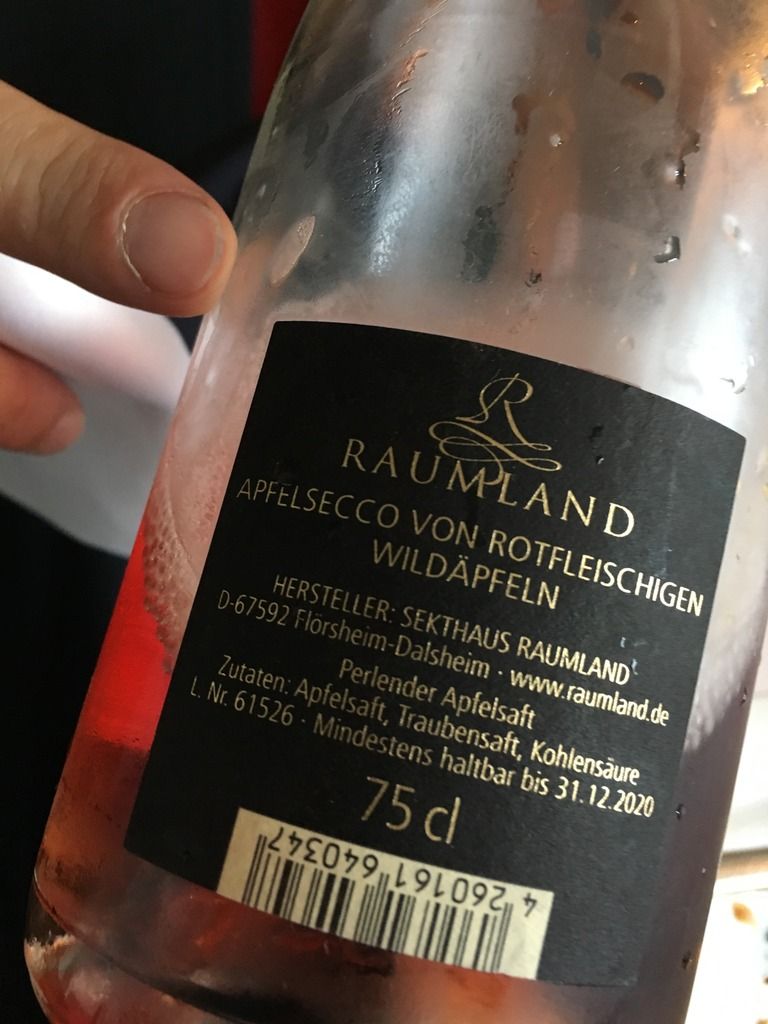 R
RAUMLAND
APFELSECCO VON ROTFLEISCHIGEN
WILDÄPFELN
HERSTELLER: SEKTHAUS RAUMLAND
D-67592 Flörsheim-Dalsheim · www.raumland.de
Perlender Apfelsaft
Zutaten: Apfelsaft, Traubensaft, Kohlensäure
L. Nr. 61526 · Mindestens haltbar bis 31.12.2020
75 cl
4 260161 640347